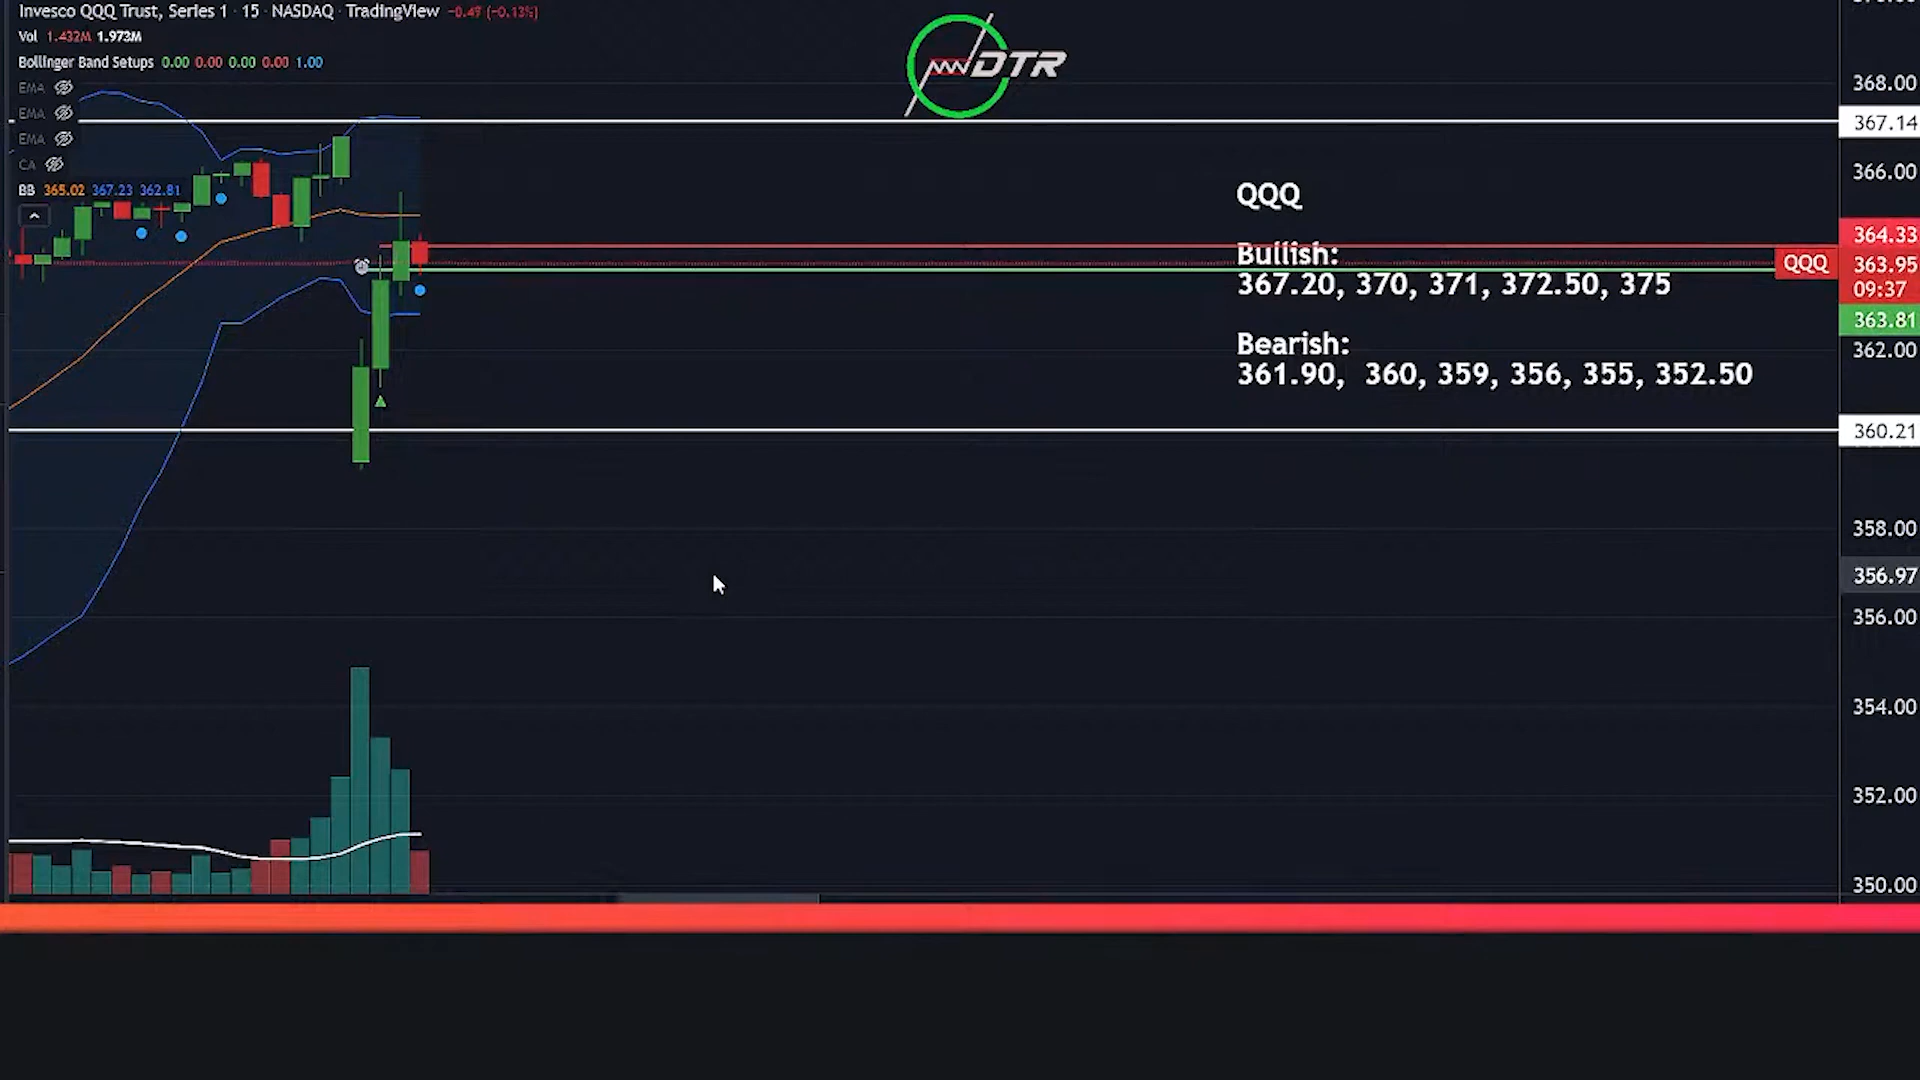 Invesco QQQ Trust, Series 1 · 15 · NASDAQ · TradingView −0.49 (−0.13%)
Vol 1.432M 1.973M
Bollinger Band Setups 0.00 0.00 0.00 0.00 1.00
EMA
EMA
EMA
CA
BB 365.02 367.23 362.81
DTR
QQQ
Bullish:
367.20, 370, 371, 372.50, 375
Bearish:
361.90, 360, 359, 356, 355, 352.50
368.00
367.14
366.00
364.33
QQQ 363.95
09:37
363.81
362.00
360.21
358.00
356.97
356.00
354.00
352.00
350.00